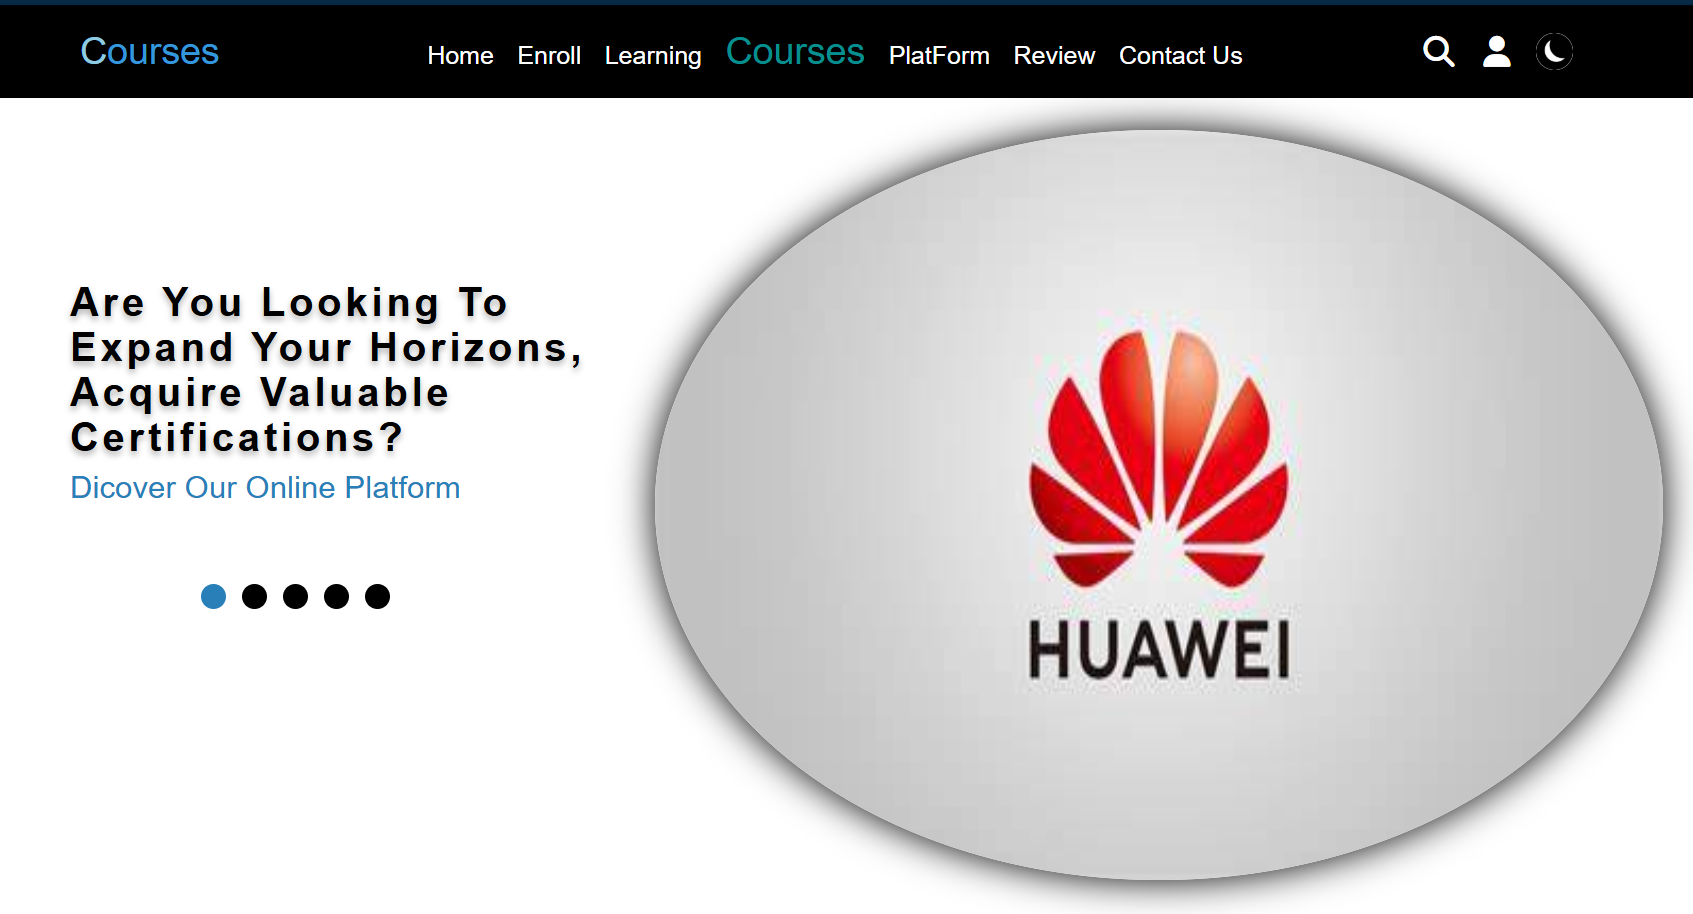 Courses
Home Enroll Learning Courses PlatForm Review Contact Us
Are You Looking To
Expand Your Horizons,
Acquire Valuable
Certifications?
Dicover Our Online Platform
HUAWEI